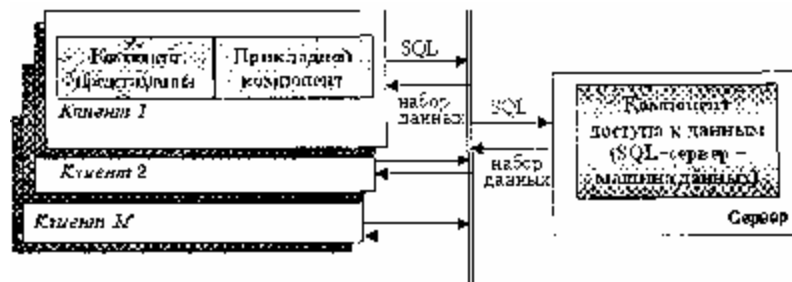 Компонент
представления
Прикладной
компонент
Клиент 1
SQL
набор
данных
SQL
набор
данных
Компонент
доступа к данным
(SQL-сервер -
машина данных)
Сервер
Клиент 2
Клиент M